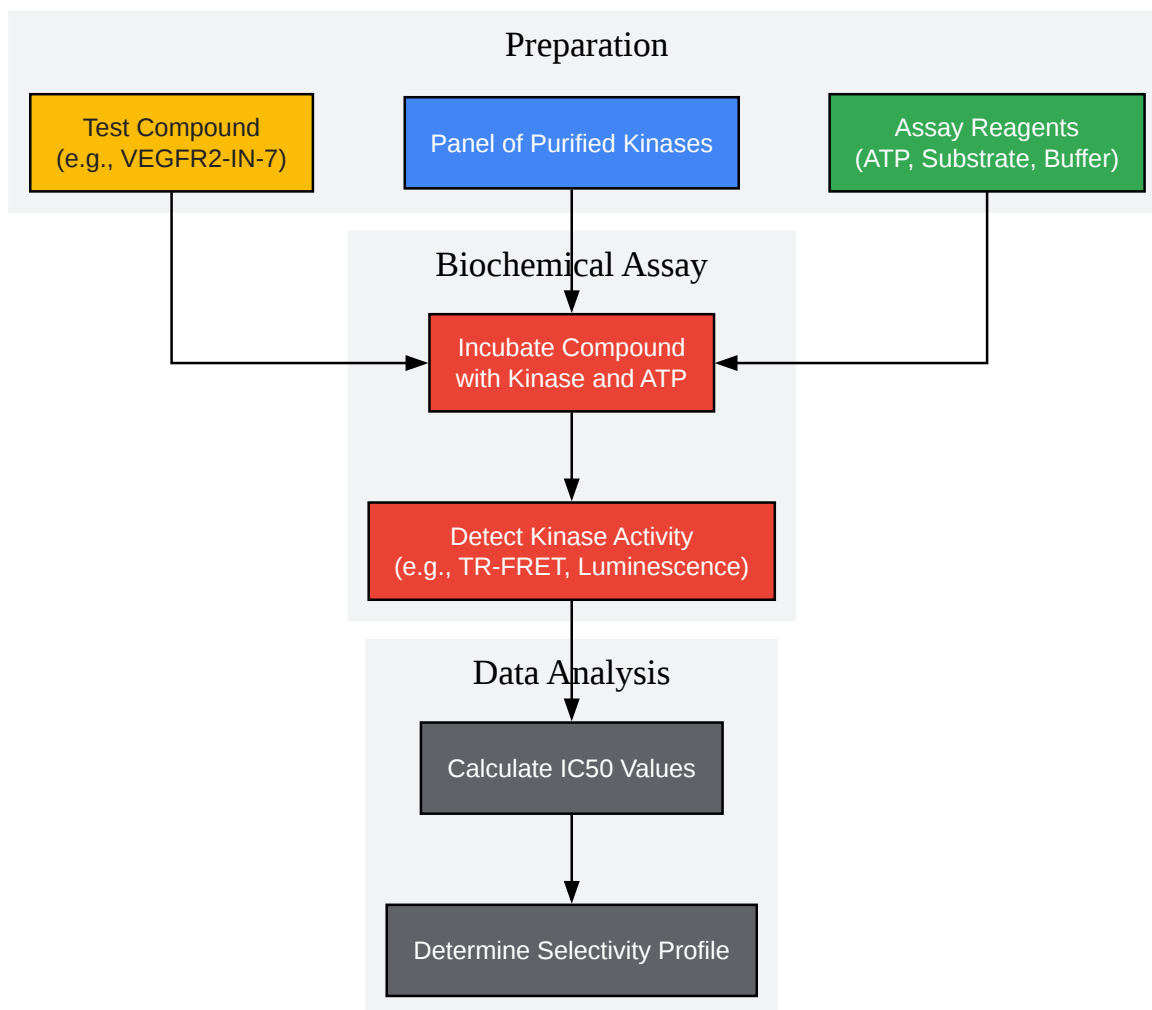 Preparation
Test Compound
(e.g., VEGFR2-IN-7)
Panel of Purified Kinases
Assay Reagents
(ATP, Substrate, Buffer)
Biochemical Assay
Incubate Compound
with Kinase and ATP
Detect Kinase Activity
(e.g., TR-FRET, Luminescence)
Data Analysis
Calculate IC50 Values
Determine Selectivity Profile